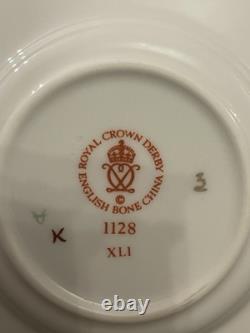 ROYAL CROWN DERBY
ENGLISH BONE CHINA
©
3
A
K
1128
XLI